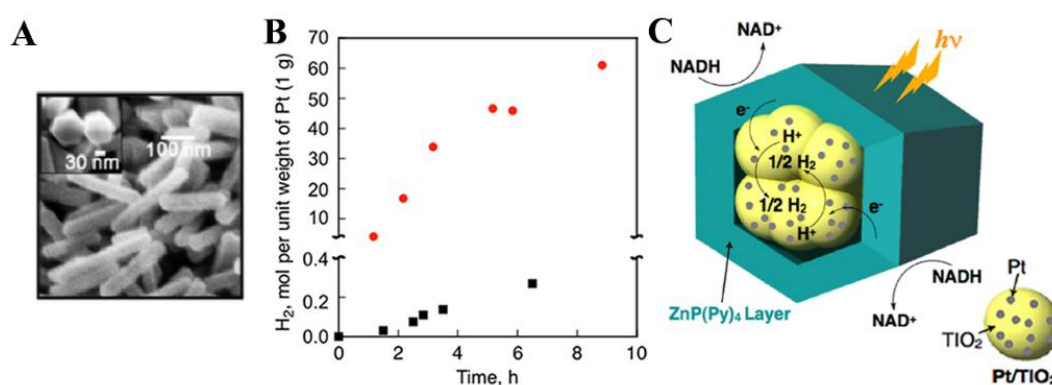 A
30 nm
100 nm
B
H₂, mol per unit weight of Pt (1 g)
70
60
50
40
30
20
10
0
0.4
0.2
0.0
0 2 4 6 8 10
Time, h
C
NAD⁺
NADH
hν
e⁻
H⁺
1/2 H₂
1/2 H₂
H⁺
e⁻
NADH
NAD⁺
ZnP(Py)₄ Layer
Pt
TIO₂
Pt/TIO₂